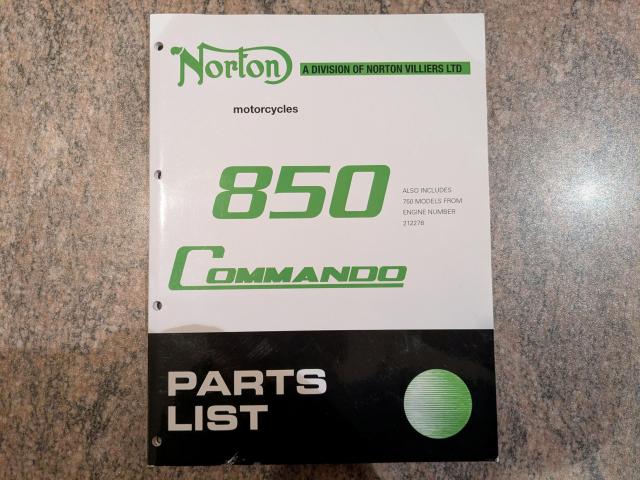 Norton
A DIVISION OF NORTON VILLIERS LTD
motorcycles
850
ALSO INCLUDES
750 MODELS FROM
ENGINE NUMBER
212278
COMMANDO
PARTS
LIST